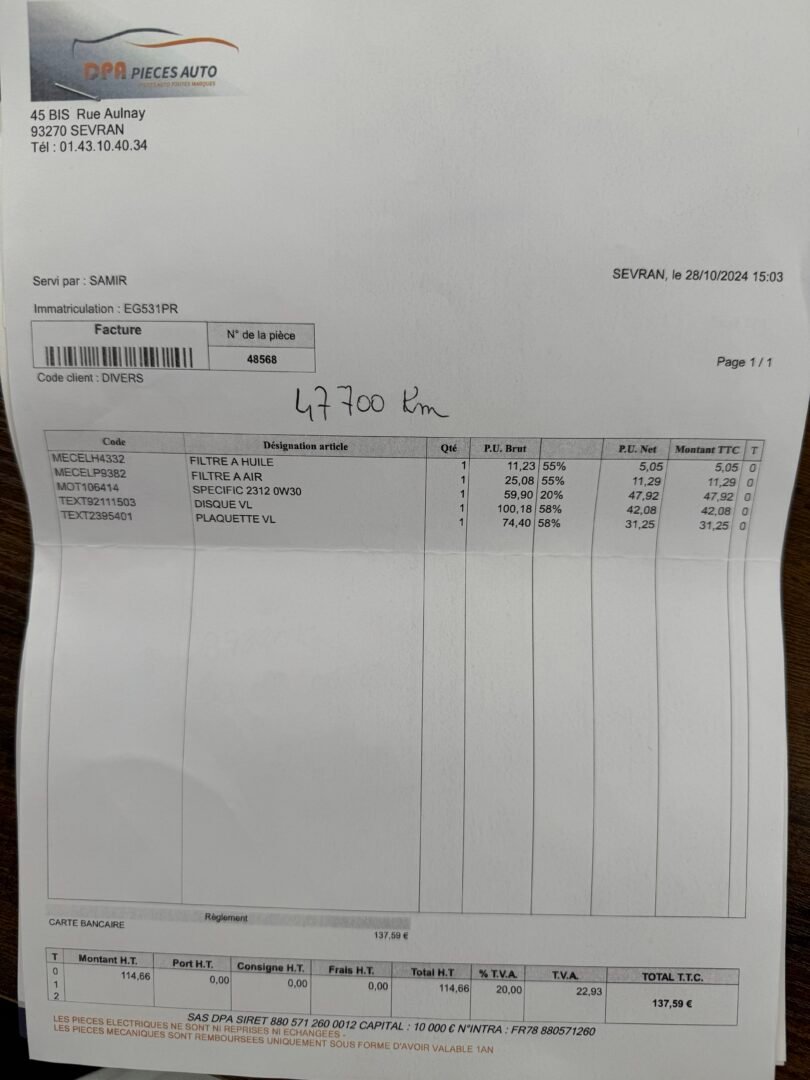 DPA PIECES AUTO
45 BIS Rue Aulnay
93270 SEVRAN
Tél : 01.43.10.40.34
Servi par : SAMIR
SEVRAN, le 28/10/2024 15:03
Immatriculation : EG531PR
Facture
N° de la pièce
48568
Page 1 / 1
Code client : DIVERS
47700 Km
Code Désignation article Qté P.U. Brut P.U. Net Montant TTC T
MECELH4332 FILTRE A HUILE 1 11,23 55% 5,05 5,05 0
MECELP9382 FILTRE A AIR 1 25,08 55% 11,29 11,29 0
MOT106414 SPECIFIC 2312 0W30 1 59,90 20% 47,92 47,92 0
TEXT92111503 DISQUE VL 1 100,18 58% 42,08 42,08 0
TEXT2395401 PLAQUETTE VL 1 74,40 58% 31,25 31,25 0
Règlement
CARTE BANCAIRE 137,59 €
T Montant H.T. Port H.T. Consigne H.T. Frais H.T. Total H.T % T.V.A. T.V.A. TOTAL T.T.C.
0 114,66 0,00 0,00 0,00 114,66 20,00 22,93 137,59 €
1
2
SAS DPA SIRET 880 571 260 0012 CAPITAL : 10 000 € N°INTRA : FR78 880571260
LES PIECES ELECTRIQUES NE SONT NI REPRISES NI ECHANGEES -
LES PIECES MECANIQUES SONT REMBOURSEES UNIQUEMENT SOUS FORME D'AVOIR VALABLE 1AN